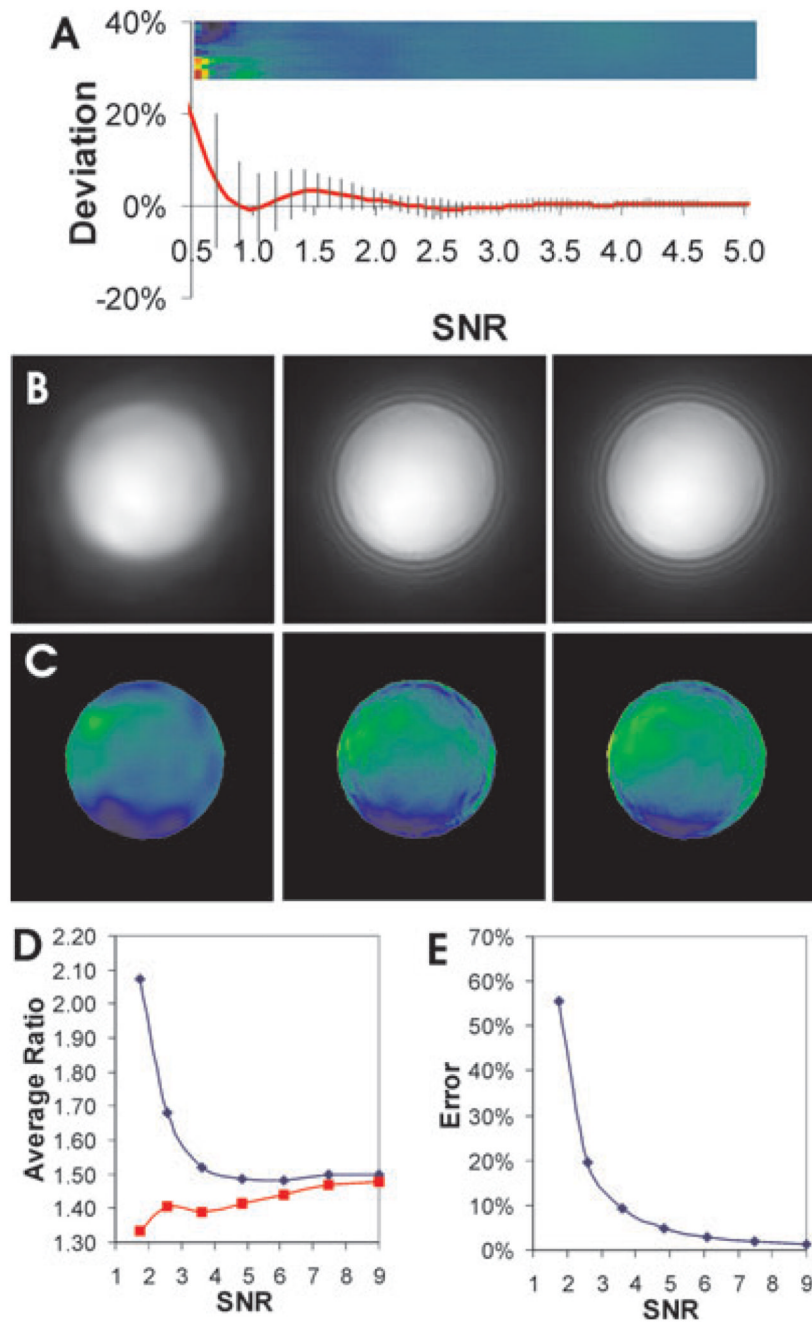 A
Deviation
40%
20%
0%
-20%
0.5 1.0 1.5 2.0 2.5 3.0 3.5 4.0 4.5 5.0
SNR
B
C
D
Average Ratio
2.20
2.10
2.00
1.90
1.80
1.70
1.60
1.50
1.40
1.30
1 2 3 4 5 6 7 8 9
SNR
E
Error
70%
60%
50%
40%
30%
20%
10%
0%
1 2 3 4 5 6 7 8 9
SNR